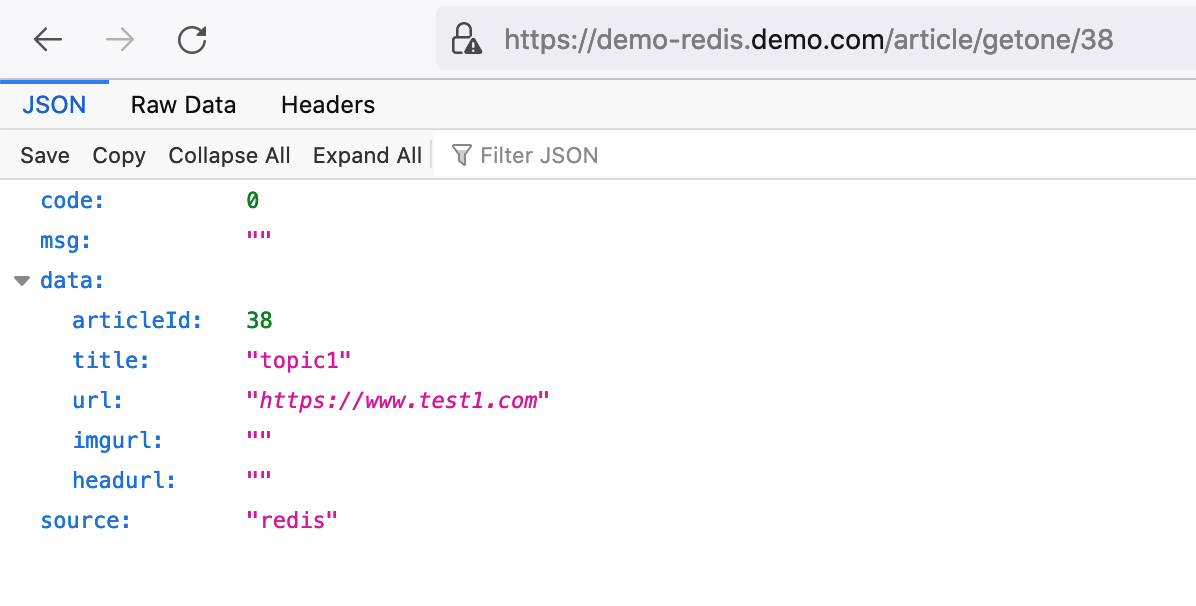 https://demo-redis.demo.com/article/getone/38
JSON Raw Data Headers
Save Copy Collapse All Expand All Filter JSON
code: 0
msg: ""
data:
articleId: 38
title: "topic1"
url: "https://www.test1.com"
imgurl: ""
headurl: ""
source: "redis"